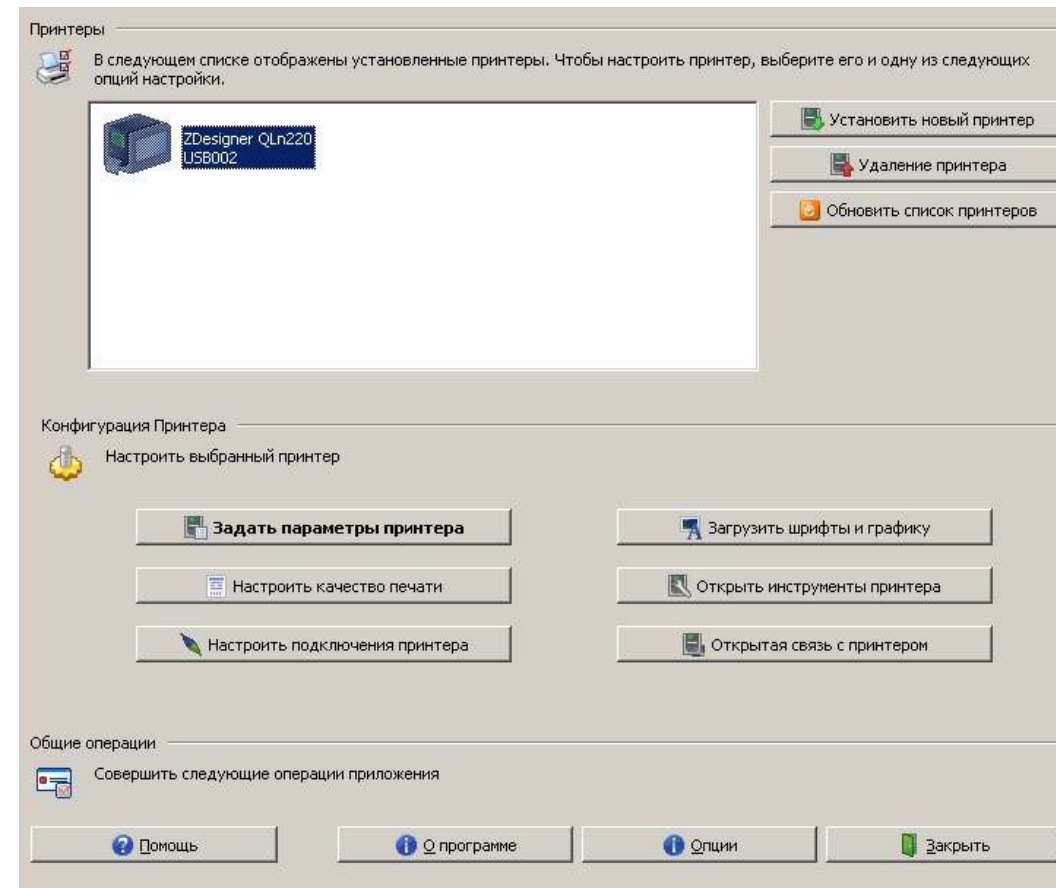 Принтеры
В следующем списке отображены установленные принтеры. Чтобы настроить принтер, выберите его и одну из следующих
опций настройки.
ZDesigner QLn220
USB002
Установить новый принтер
Удаление принтера
Обновить список принтеров
Конфигурация Принтера
Настроить выбранный принтер
Задать параметры принтера
Загрузить шрифты и графику
Настроить качество печати
Открыть инструменты принтера
Настроить подключения принтера
Открытая связь с принтером
Общие операции
Совершить следующие операции приложения
Помощь
О программе
Опции
Закрыть